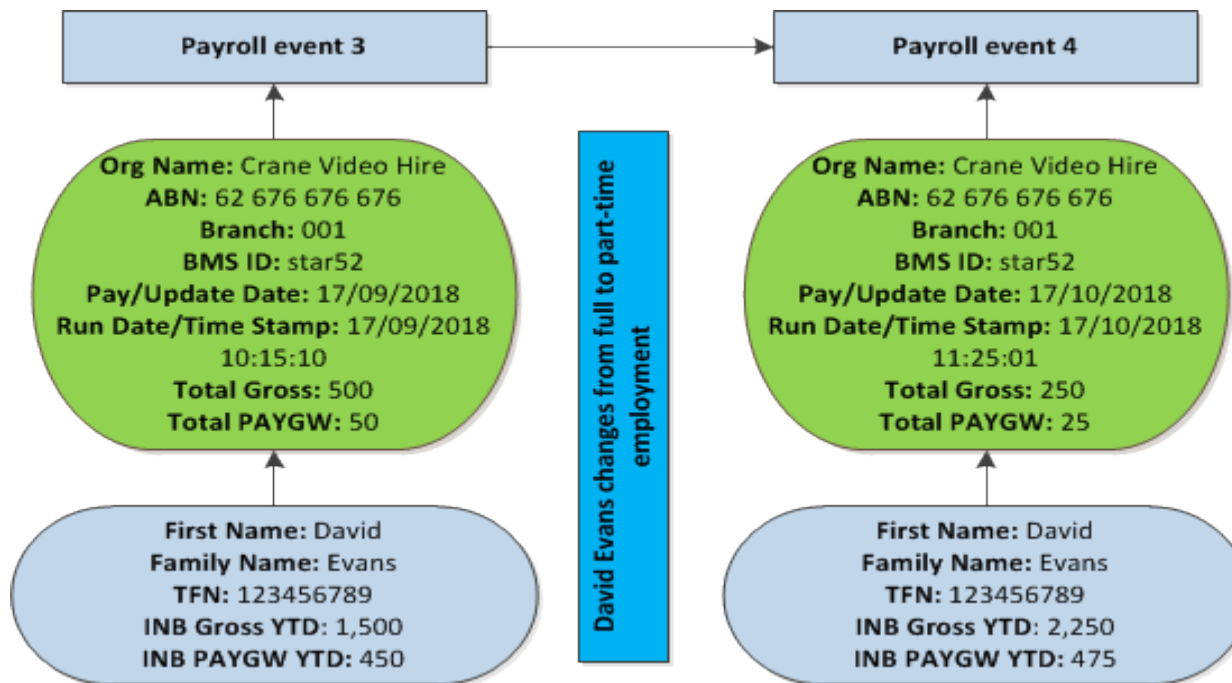 Payroll event 3
Payroll event 4
Org Name: Crane Video Hire
ABN: 62 676 676 676
Branch: 001
BMS ID: star52
Pay/Update Date: 17/09/2018
Run Date/Time Stamp: 17/09/2018
10:15:10
Total Gross: 500
Total PAYGW: 50
David Evans changes from full to part-time
employment
Org Name: Crane Video Hire
ABN: 62 676 676 676
Branch: 001
BMS ID: star52
Pay/Update Date: 17/10/2018
Run Date/Time Stamp: 17/10/2018
11:25:01
Total Gross: 250
Total PAYGW: 25
First Name: David
Family Name: Evans
TFN: 123456789
INB Gross YTD: 1,500
INB PAYGW YTD: 450
First Name: David
Family Name: Evans
TFN: 123456789
INB Gross YTD: 2,250
INB PAYGW YTD: 475